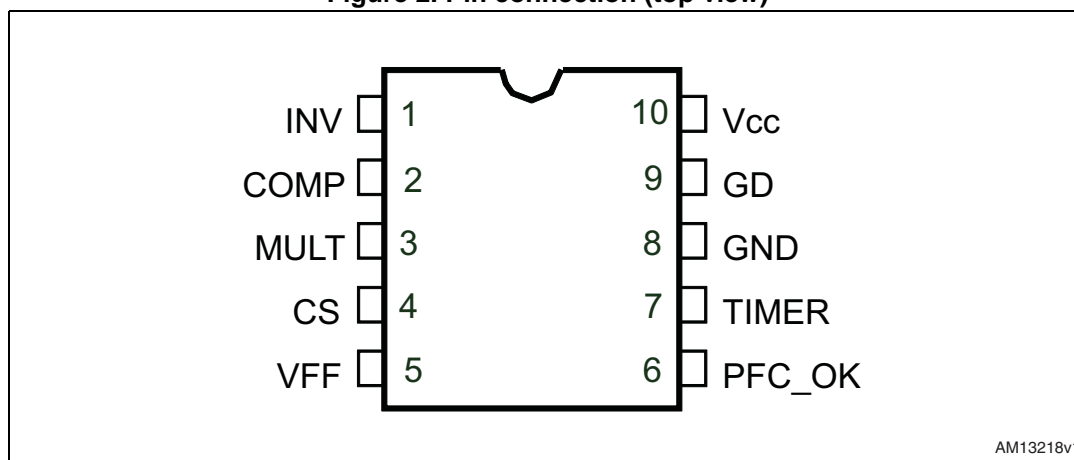 Figure 2. Pin connection (top view)
INV 1 10 Vcc
COMP 2 9 GD
MULT 3 8 GND
CS 4 7 TIMER
VFF 5 6 PFC_OK